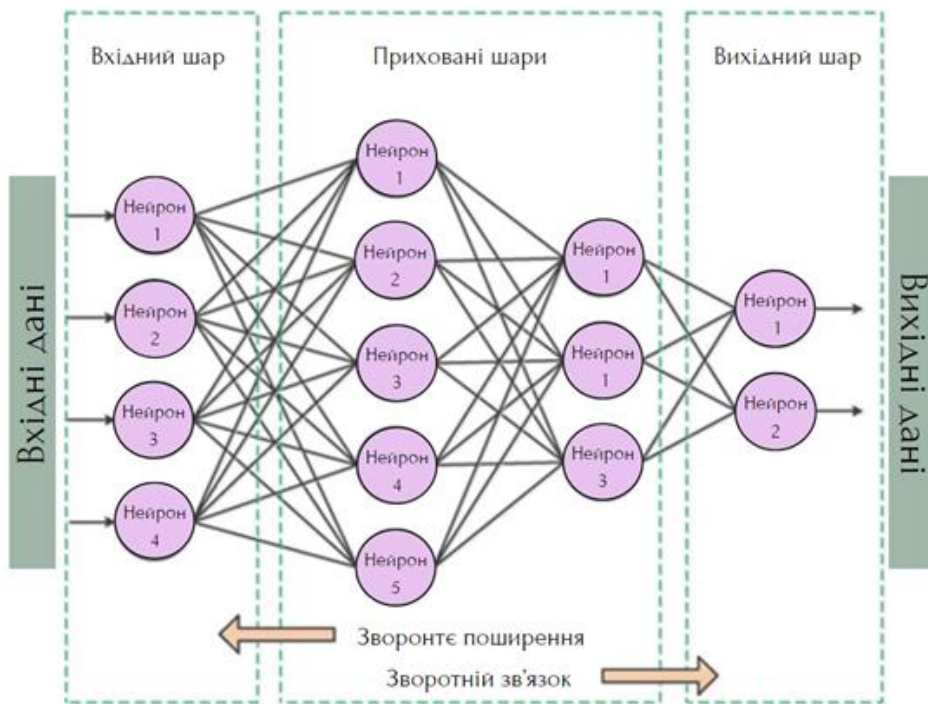 Вхідний шар
Приховані шари
Вихідний шар
Вхідні дані
Нейрон
1
Нейрон
2
Нейрон
3
Нейрон
4
Нейрон
1
Нейрон
2
Нейрон
3
Нейрон
4
Нейрон
5
Нейрон
1
Нейрон
1
Нейрон
3
Нейрон
1
Нейрон
2
Вихідні дані
Зворонтє поширення
Зворотній зв'язок